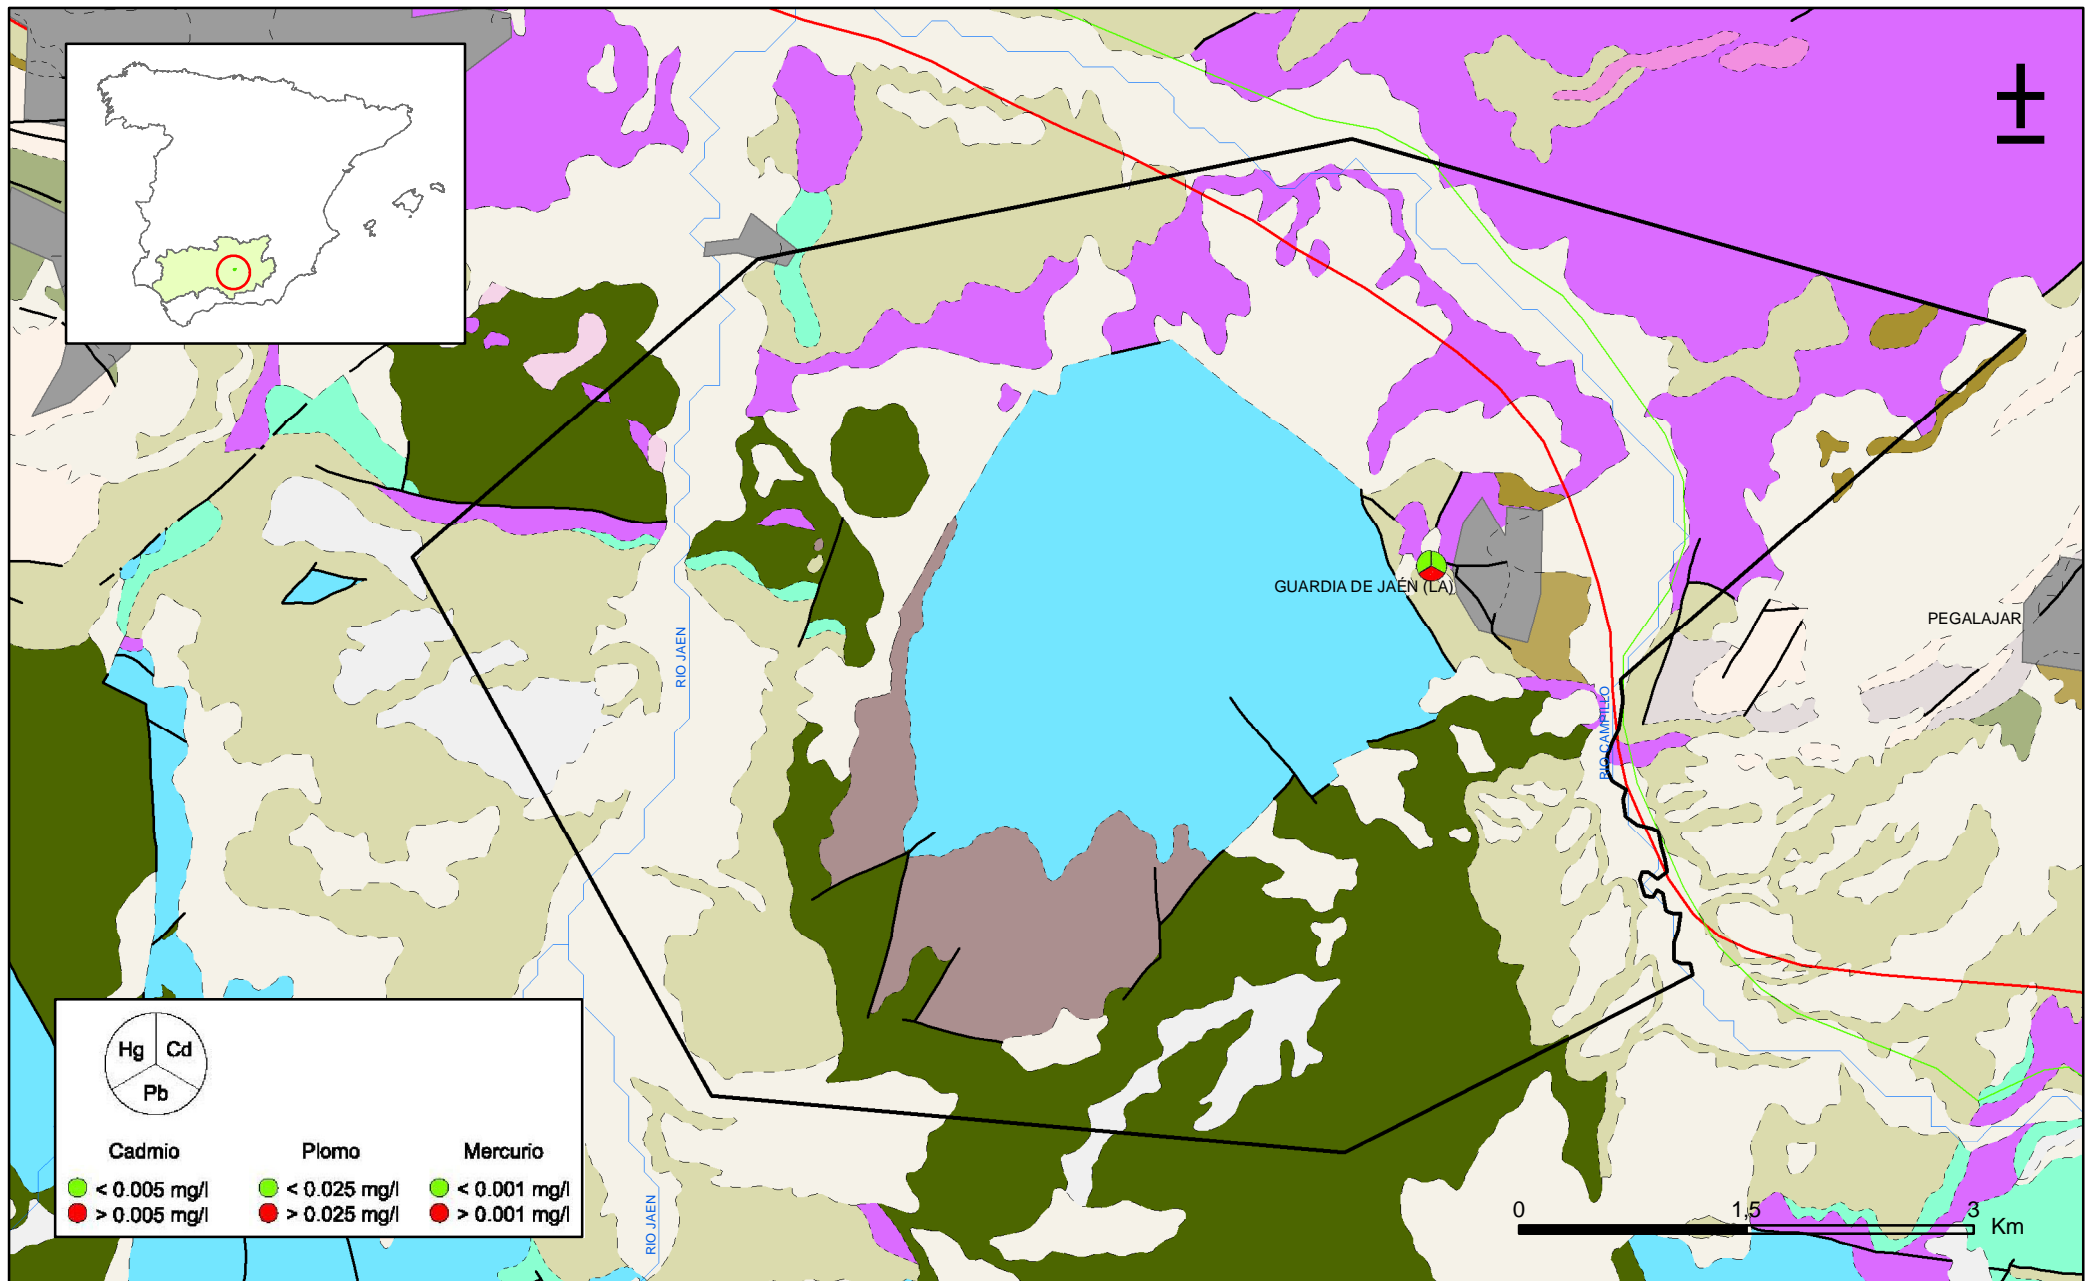 GUARDIA DE JAÉN (LA)
PEGALAJAR
RIO JAEN
RIO CAMPILLO
Hg Cd
Pb
Cadmio Plomo Mercurio
< 0.005 mg/l < 0.025 mg/l < 0.001 mg/l
> 0.005 mg/l > 0.025 mg/l > 0.001 mg/l
RIO JAEN
0 1,5 3
Km